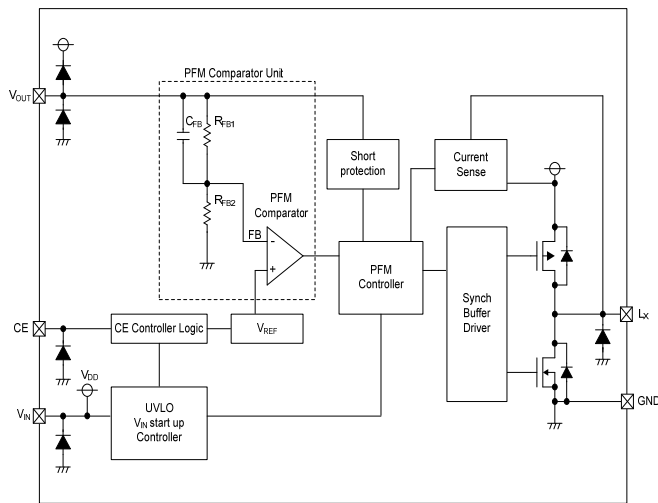 PFM Comparator Unit
VOUT
CFB
RFB1
RFB2
FB
-
+
PFM
Comparator
Short
protection
Current
Sense
PFM
Controller
Synch
Buffer
Driver
CE
CE Controller Logic
VREF
LX
VDD
VIN
UVLO
VIN start up
Controller
GND